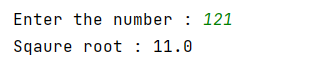 Enter the number : 121
Sqaure root : 11.0